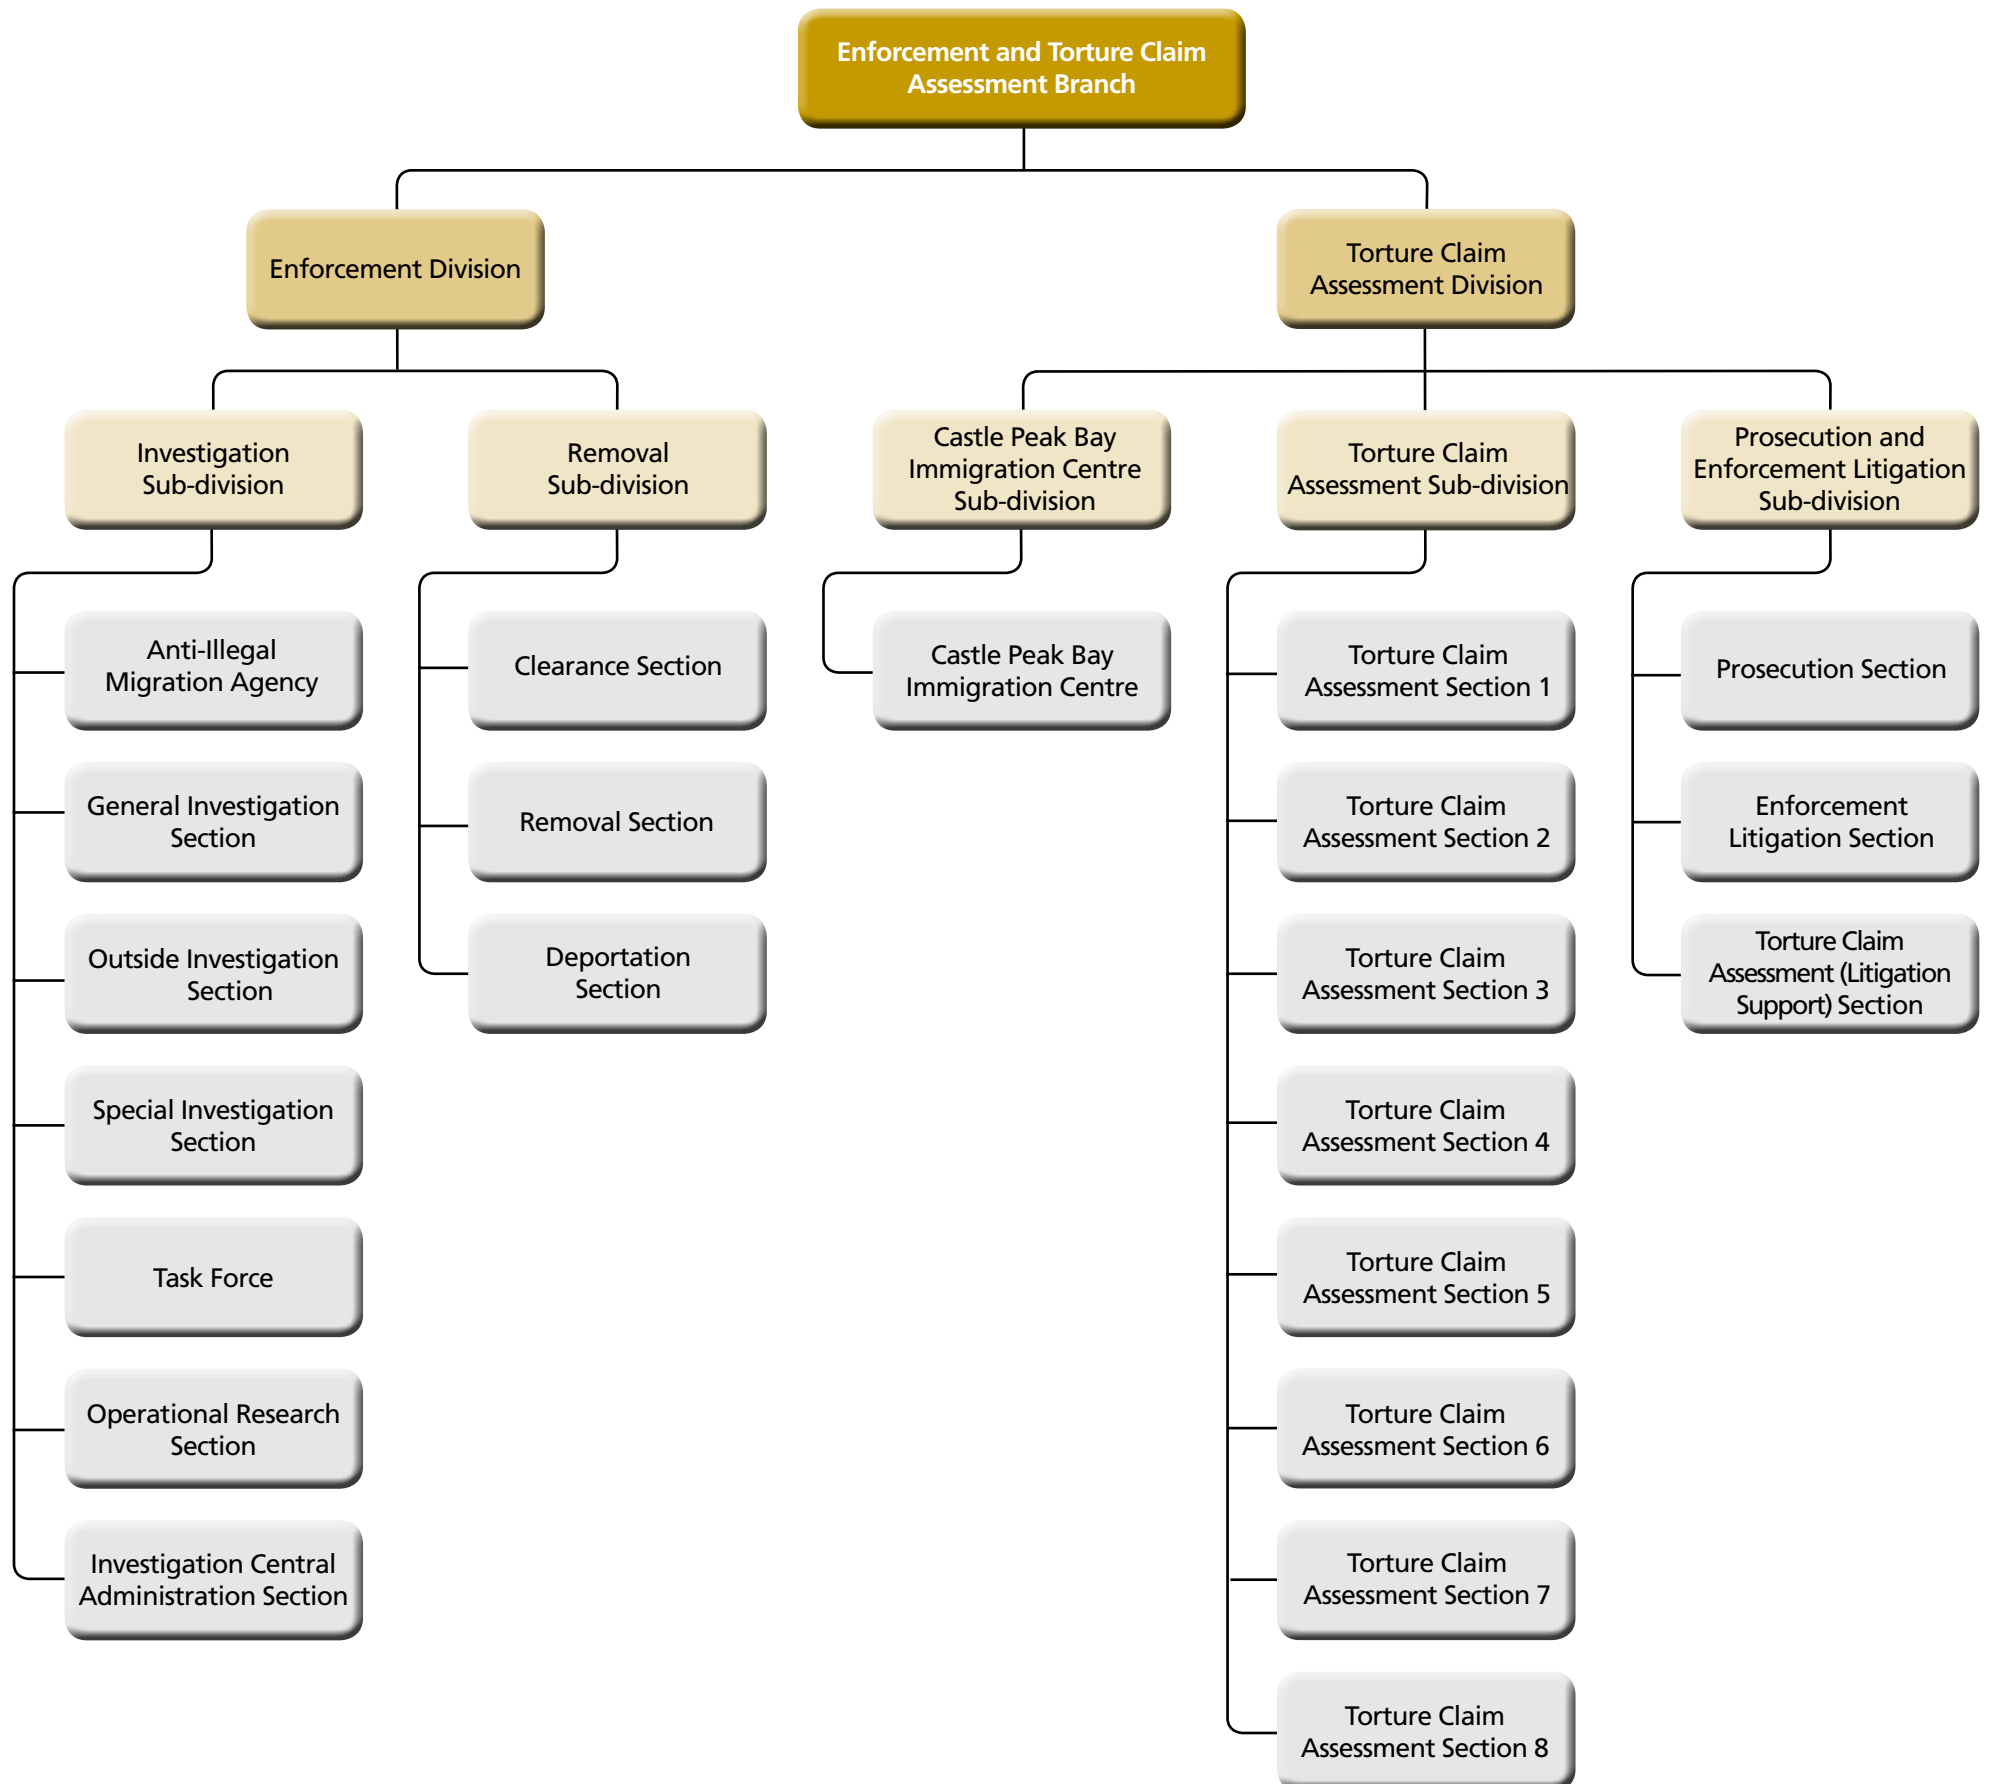 Enforcement and Torture Claim
Assessment Branch
Enforcement Division
Torture Claim
Assessment Division
Investigation
Sub-division
Removal
Sub-division
Castle Peak Bay
Immigration Centre
Sub-division
Torture Claim
Assessment Sub-division
Prosecution and
Enforcement Litigation
Sub-division
Anti-Illegal
Migration Agency
General Investigation
Section
Outside Investigation
Section
Special Investigation
Section
Task Force
Operational Research
Section
Investigation Central
Administration Section
Clearance Section
Removal Section
Deportation
Section
Castle Peak Bay
Immigration Centre
Torture Claim
Assessment Section 1
Torture Claim
Assessment Section 2
Torture Claim
Assessment Section 3
Torture Claim
Assessment Section 4
Torture Claim
Assessment Section 5
Torture Claim
Assessment Section 6
Torture Claim
Assessment Section 7
Torture Claim
Assessment Section 8
Prosecution Section
Enforcement
Litigation Section
Torture Claim
Assessment (Litigation
Support) Section